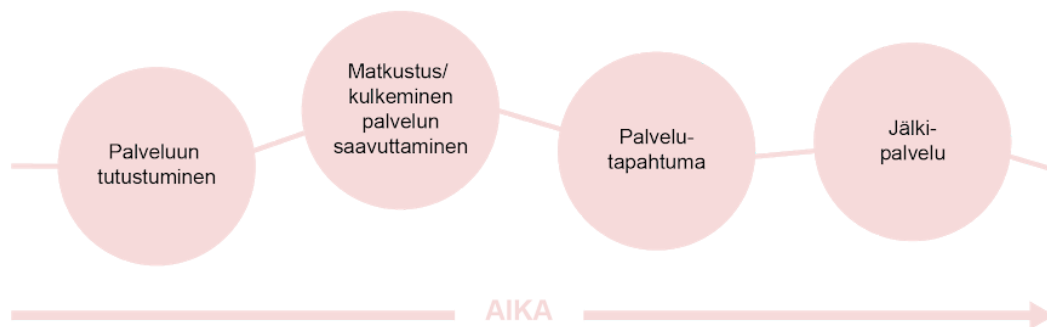 Palveluun
tutustuminen
Matkustus/
kulkeminen
palvelun
saavuttaminen
Palvelu-
tapahtuma
Jälki-
palvelu
AIKA